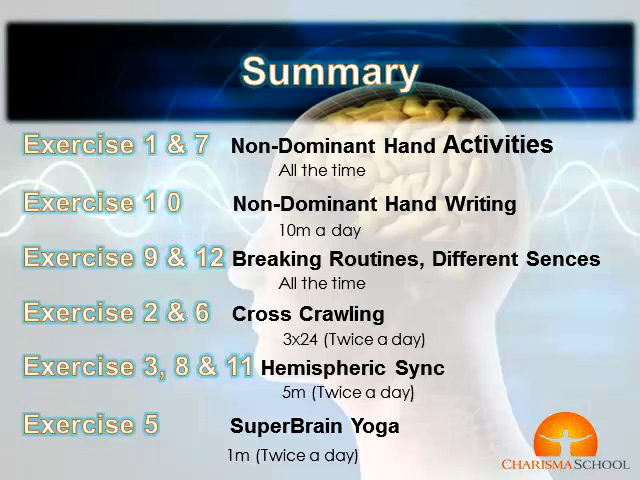 Summary
Exercise 1 & 7 Non-Dominant Hand Activities
All the time
Exercise 1 0 Non-Dominant Hand Writing
10m a day
Exercise 9 & 12 Breaking Routines, Different Sences
All the time
Exercise 2 & 6 Cross Crawling
3x24 (Twice a day)
Exercise 3, 8 & 11 Hemispheric Sync
5m (Twice a day)
Exercise 5 SuperBrain Yoga
1m (Twice a day)
CHARISMA SCHOOL